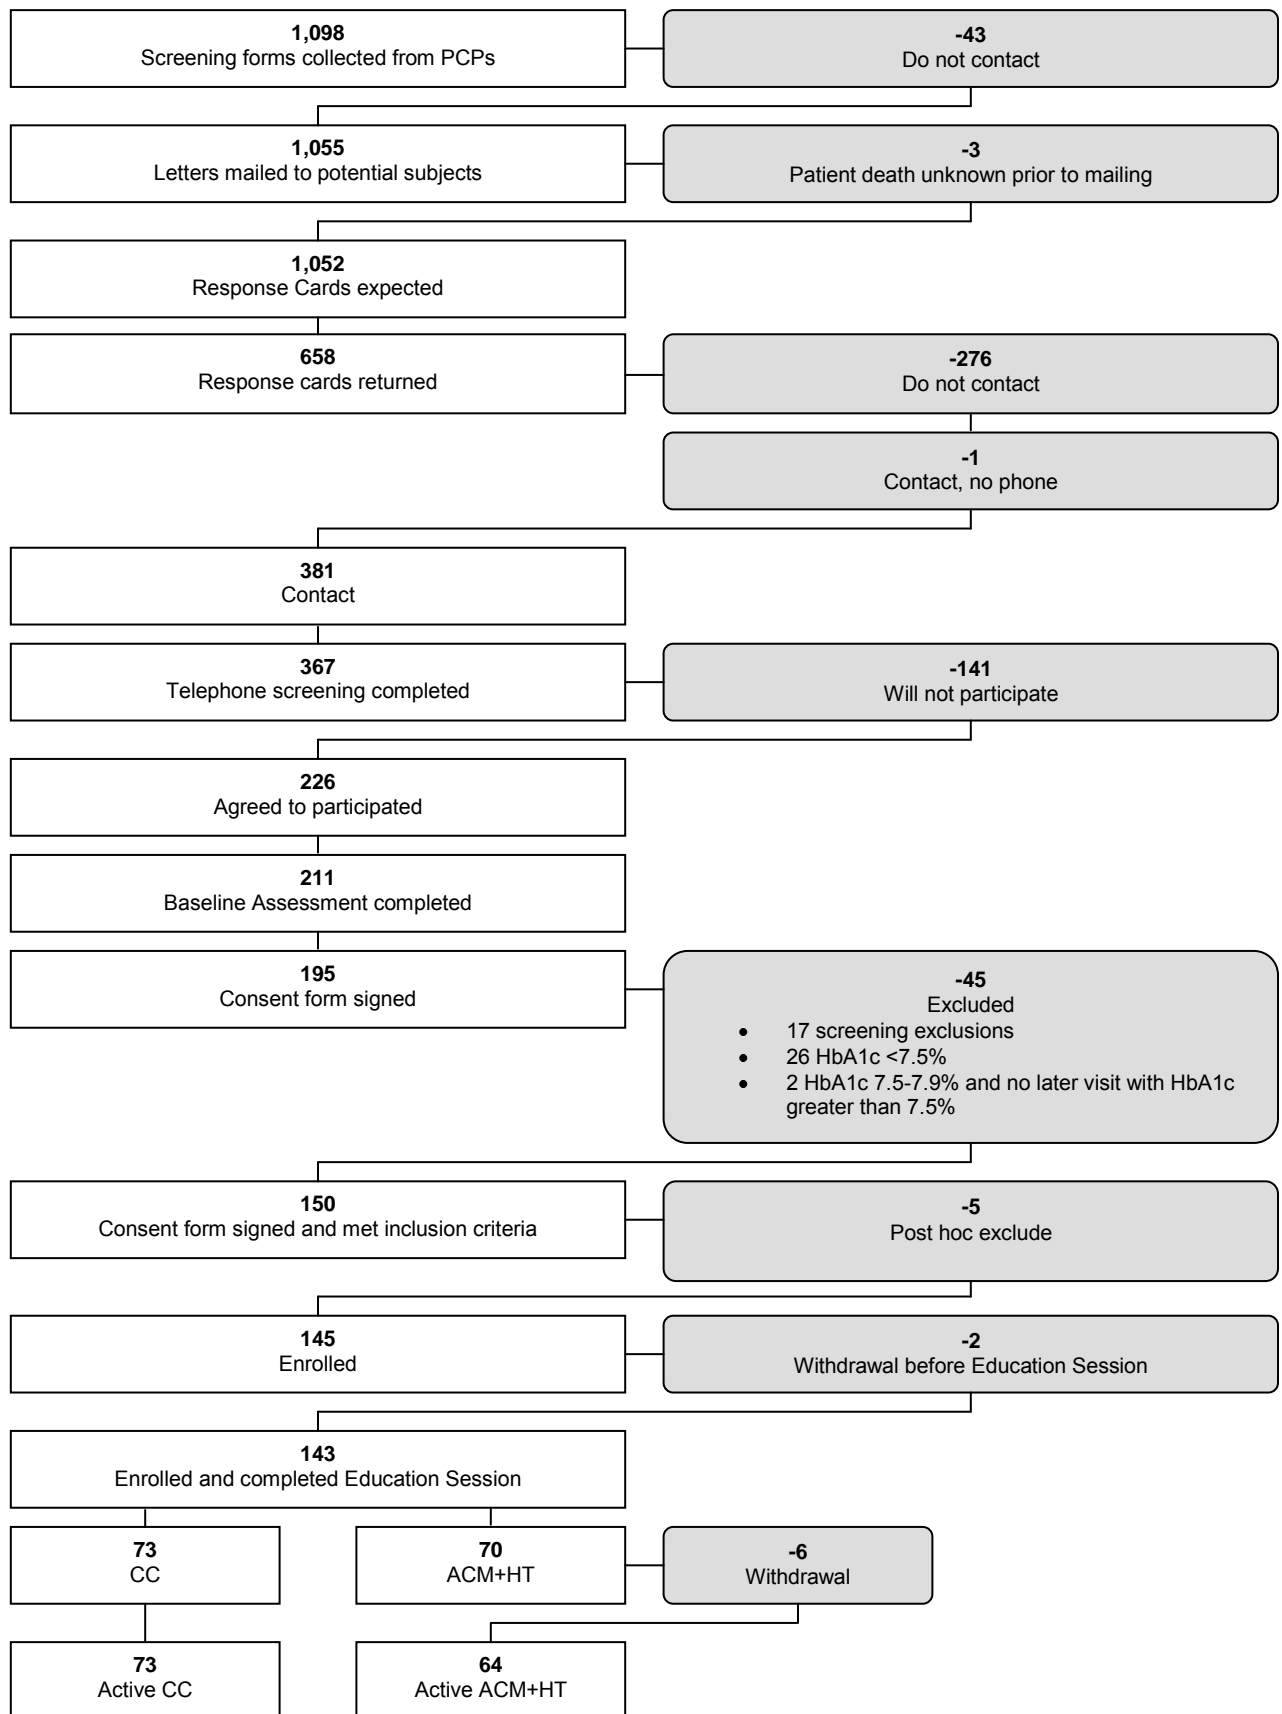 1,098
Screening forms collected from PCPs
-43
Do not contact
1,055
Letters mailed to potential subjects
-3
Patient death unknown prior to mailing
1,052
Response Cards expected
658
Response cards returned
-276
Do not contact
-1
Contact, no phone
381
Contact
367
Telephone screening completed
-141
Will not participate
226
Agreed to participated
211
Baseline Assessment completed
195
Consent form signed
-45
Excluded
• 17 screening exclusions
• 26 HbA1c <7.5%
• 2 HbA1c 7.5-7.9% and no later visit with HbA1c
greater than 7.5%
150
Consent form signed and met inclusion criteria
-5
Post hoc exclude
145
Enrolled
-2
Withdrawal before Education Session
143
Enrolled and completed Education Session
73
CC
70
ACM+HT
-6
Withdrawal
73
Active CC
64
Active ACM+HT